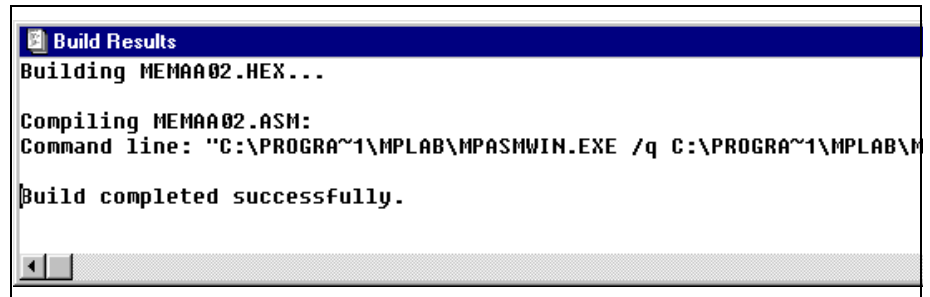 Build Results
Building MEMAA02.HEX...
Compiling MEMAA02.ASM:
Command line: "C:\PROGRA~1\MPLAB\MPASMWIN.EXE /q C:\PROGRA~1\MPLAB\M
Build completed successfully.